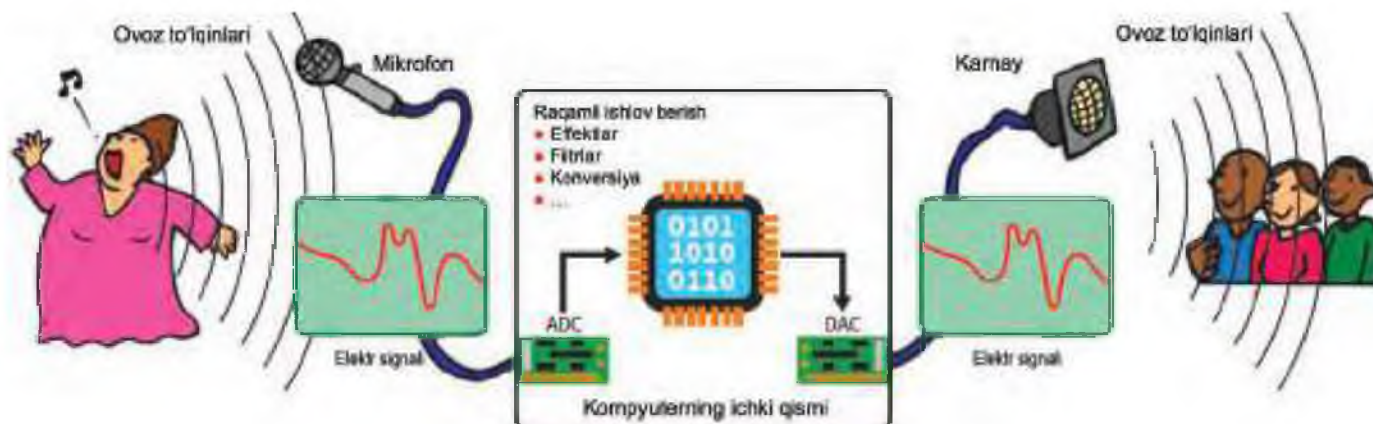 Ovoz to'lqinlari
Mikrofon
Elektr signali
Raqamli ishlov berish
• Effektlar
• Filtrlar
• Konversiya
• ...
0101
1010
0110
ADC
DAC
Kompyuterning ichki qismi
Karnay
Elektr signali
Ovoz to'lqinlari